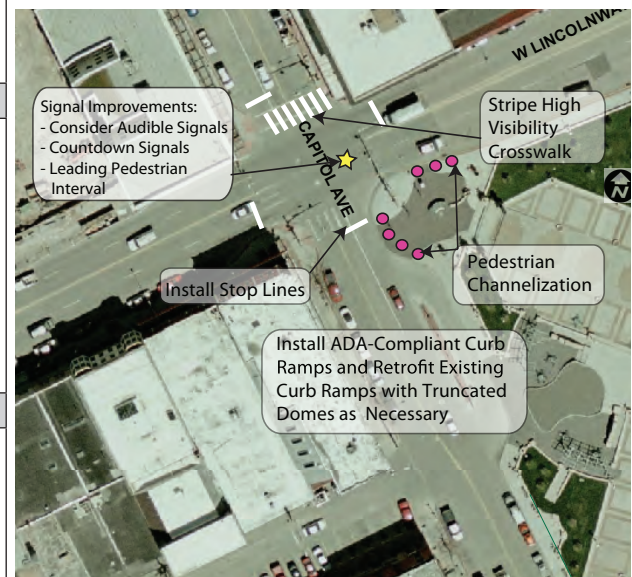 W LINCOLNWA
Signal Improvements:
- Consider Audible Signals
- Countdown Signals
- Leading Pedestrian
Interval
CAPITOL AVE
Stripe High
Visibility
Crosswalk
Install Stop Lines
Pedestrian
Channelization
Install ADA-Compliant Curb
Ramps and Retrofit Existing
Curb Ramps with Truncated
Domes as Necessary